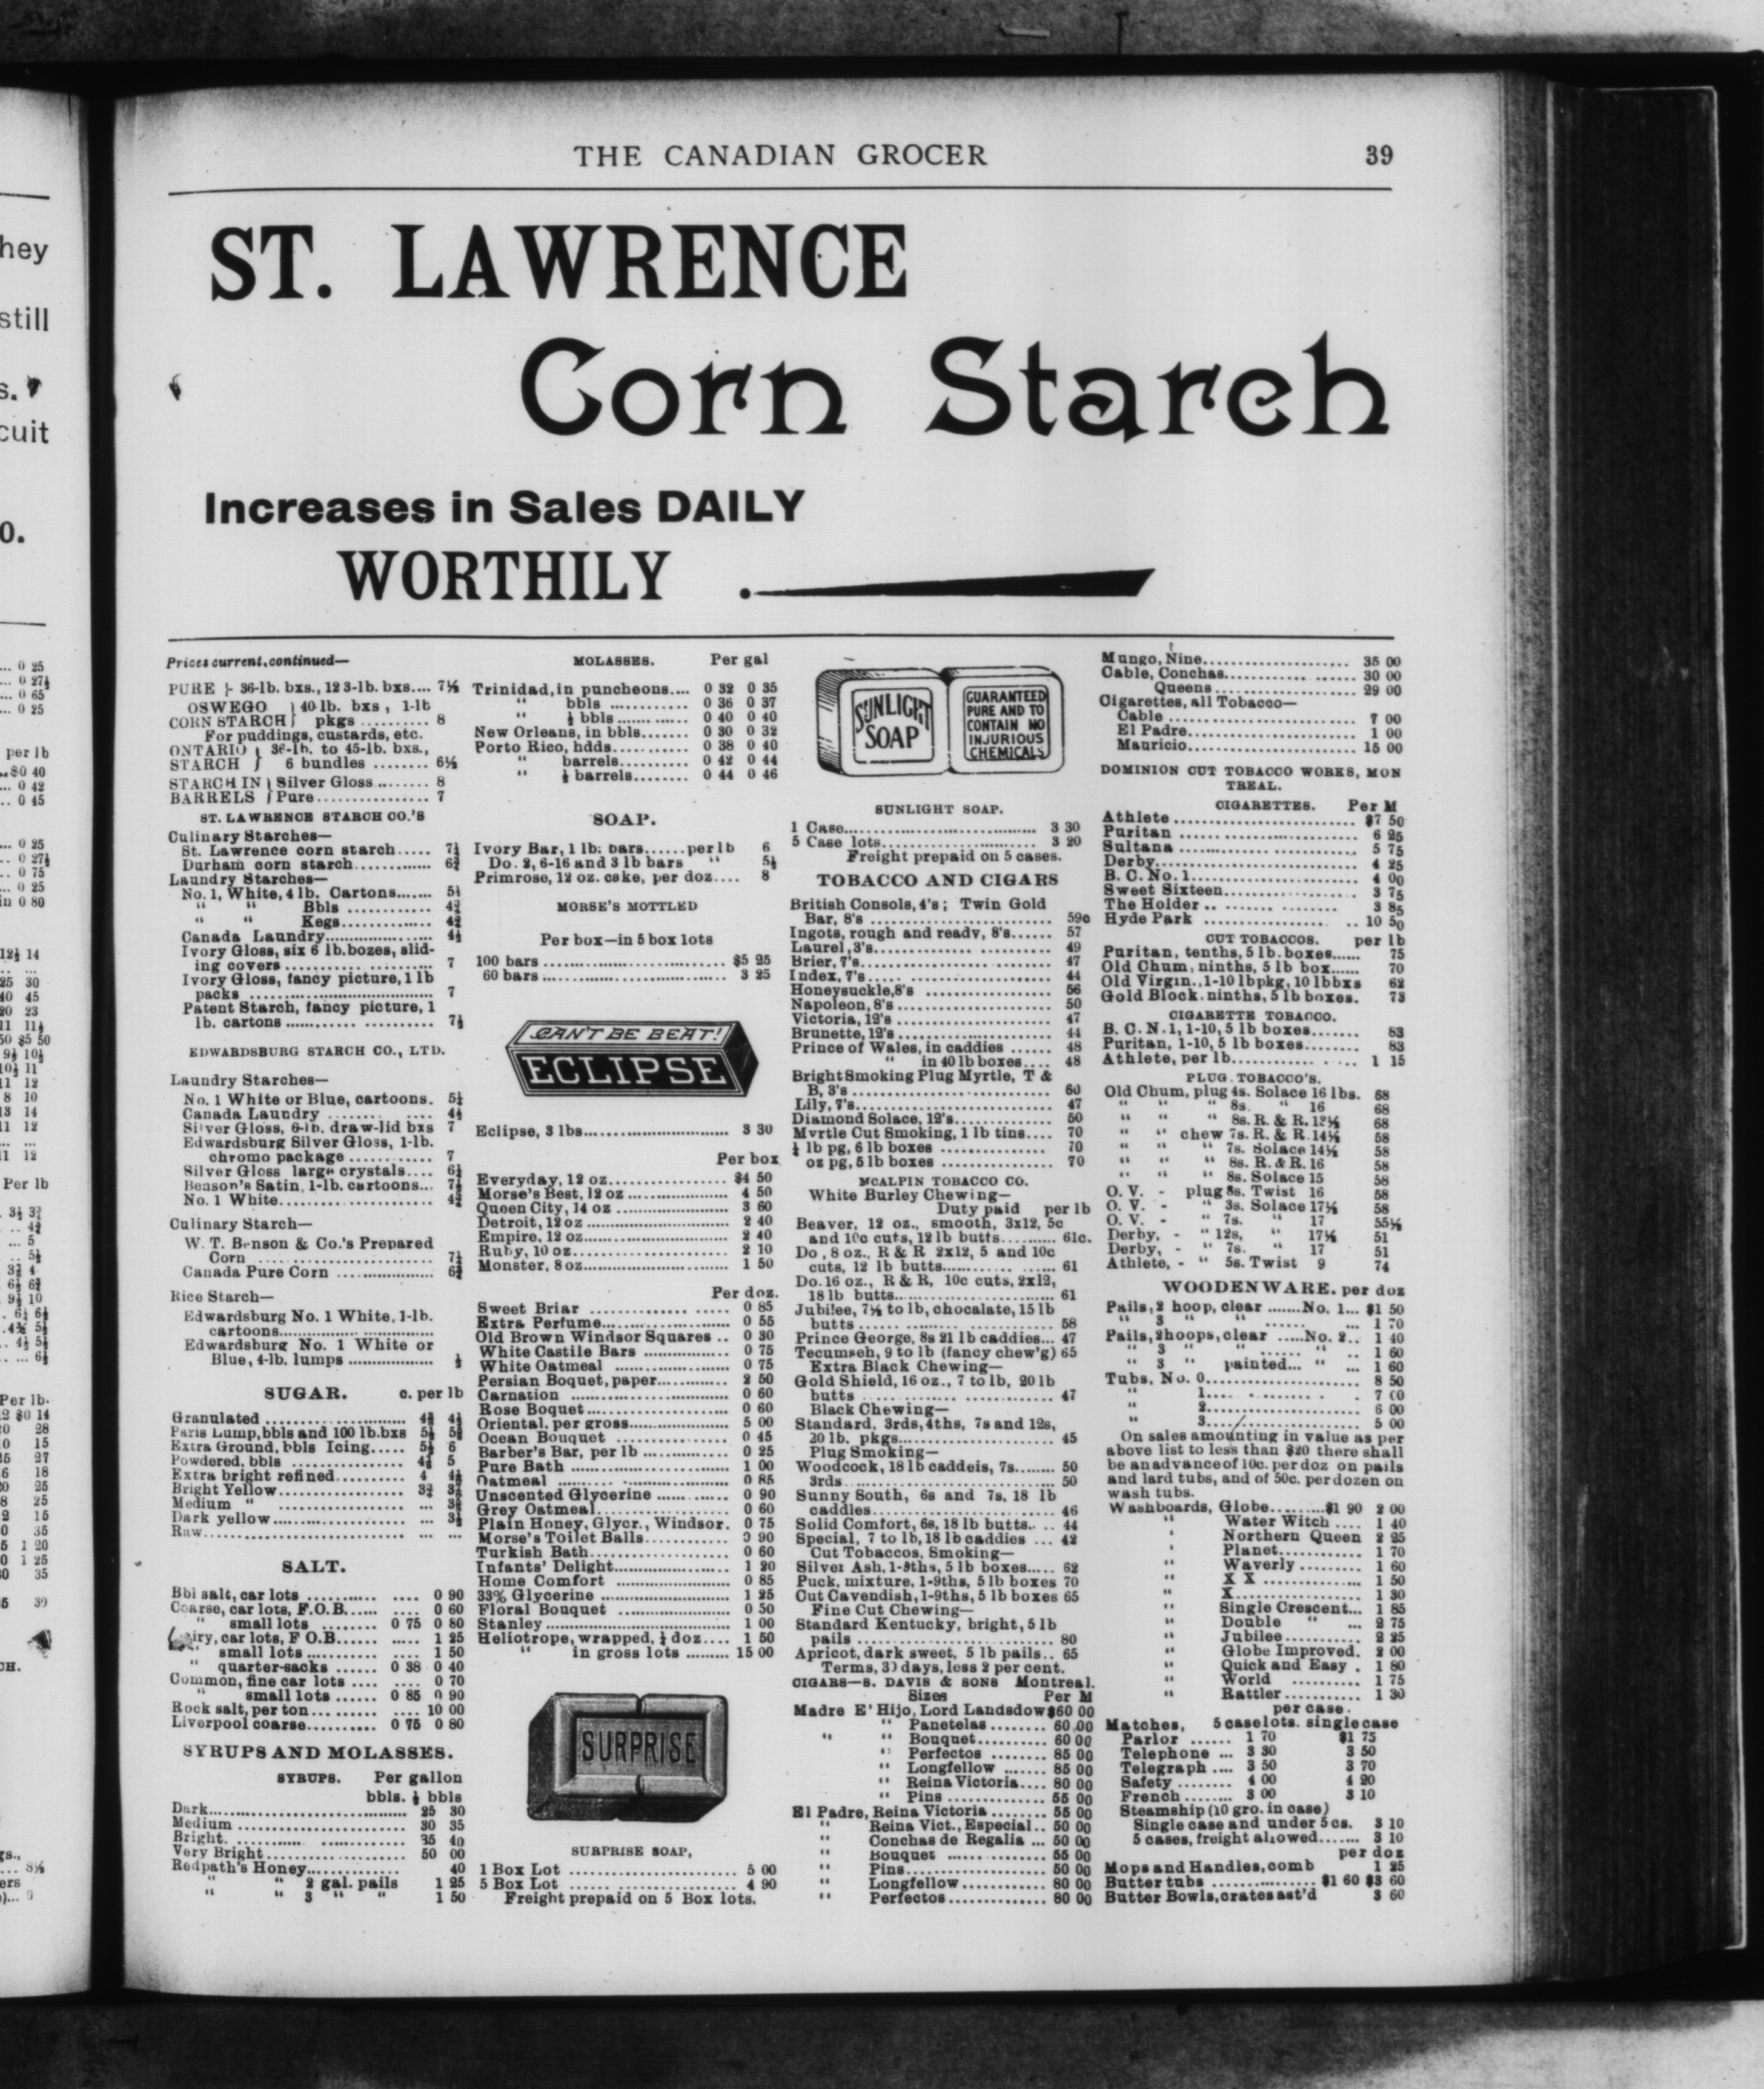 THE CANADIAN GROCER 39
ST. LAWRENCE
Corn Starch
Increases in Sales DAILY
WORTHILY
Prices current, continued—
PURE } 36-lb. bxs., 12 3-lb. bxs.... 7½
OSWEGO } 40-lb. bxs, 1-lb
CORN STARCH } pkgs .......... 8
For puddings, custards, etc.
ONTARIO } 38-lb. to 45-lb. bxs.,
STARCH } 6 bundles ........ 6½
STARCH IN } Silver Gloss........ 8
BARRELS } Pure................ 7
ST. LAWRENCE STARCH CO.'S
Culinary Starches—
St. Lawrence corn starch..... 7½
Durham corn starch............ 6¾
Laundry Starches—
No. 1, White, 4 lb. Cartons....... 5½
" " Bbls ............ 4¾
" " Kegs.............. 4¾
Canada Laundry.................... 4½
Ivory Gloss, six 6 lb. boxes, slid-
ing covers ..................... 7
Ivory Gloss, fancy picture, 1 lb
packs .......................... 7
Patent Starch, fancy picture, 1
lb. cartons ..................... 7½
EDWARDSBURG STARCH CO., LTD.
Laundry Starches—
No. 1 White or Blue, cartoons. 5½
Canada Laundry ........ .... 4½
Silver Gloss, 6-lb. draw-lid bxs 7
Edwardsburg Silver Gloss, 1-lb.
chromo package ............ 7
Silver Gloss large crystals.... 6½
Benson's Satin, 1-lb. cartoons... 7½
No. 1 White....................... 4¾
Culinary Starch—
W. T. Benson & Co.'s Prepared
Corn ......................... 7½
Canada Pure Corn ................ 6¾
Rice Starch—
Edwardsburg No. 1 White, 1-lb.
cartoons......................
Edwardsburg No. 1 White or
Blue, 4-lb. lumps ..................
SUGAR. c. per lb
Granulated ........................
Paris Lump, bbls and 100 lb. bxs
Extra Ground, bbls Icing..... 5½ 6
Powdered, bbls ................ 5
Extra bright refined.......... 4
Bright Yellow..................
Medium " ..................
Dark yellow....................
Raw.............................. ... ...
SALT.
Bbl salt, car lots ........... .... 0 90
Coarse, car lots, F.O.B...... .... 0 60
" small lots ........ 0 75 0 80
airy, car lots, F O.B...... ..... 1 25
small lots........... .... 1 50
" quarter-sacks ...... 0 38 0 40
Common, fine car lots .... .... 0 70
" small lots ...... 0 85 0 90
Rock salt, per ton......... .... 10 00
Liverpool coarse.......... 0 75 0 80
SYRUPS AND MOLASSES.
SYRUPS. Per gallon
bbls. ½ bbls
Dark............................ 25 30
Medium ........................ 30 35
Bright. ........................ 35 40
Very Bright.................... 50 00
Redpath's Honey............. 40
" " 2 gal. pails 1 25
" " 3 " " 1 50
MOLASSES. Per gal
Trinidad, in puncheons.... 0 32 0 35
" bbls ............ 0 36 0 37
" ½ bbls ............. 0 40 0 40
New Orleans, in bbls....... 0 30 0 32
Porto Rico, hdds........... 0 38 0 40
" barrels.......... 0 42 0 44
" ½ barrels........ 0 44 0 46
SOAP.
Ivory Bar, 1 lb. bars......per lb 6
Do. 2, 6-16 and 3 lb bars " 5½
Primrose, 12 oz. cake, per doz.... 8
MORSE'S MOTTLED
Per box—in 5 box lots
100 bars ........................... $5 25
60 bars ........................... 3 25
CAN'T BE BEAT!
ECLIPSE
Eclipse, 3 lbs...................... 3 30
Per box
Everyday, 12 oz................. $4 50
Morse's Best, 12 oz .............. 4 50
Queen City, 14 oz ............... 3 60
Detroit, 12 oz ..................... 2 40
Empire, 12 oz..................... 2 40
Ruby, 10 oz....................... 2 10
Monster, 8 oz..................... 1 50
Per doz.
Sweet Briar .................. 0 85
Extra Perfume.................. 0 55
Old Brown Windsor Squares .. 0 30
White Castile Bars .............. 0 75
White Oatmeal .................. 0 75
Persian Boquet, paper............ 2 50
Carnation ........................ 0 60
Rose Boquet..................... 0 60
Oriental, per gross................ 5 00
Ocean Bouquet .................. 0 45
Barber's Bar, per lb .............. 0 25
Pure Bath ........................ 1 00
Oatmeal .......................... 0 85
Unscented Glycerine ............ 0 90
Grey Oatmeal.................... 0 60
Plain Honey, Glycr., Windsor. 0 75
Morse's Toilet Balls............ 0 90
Turkish Bath..................... 0 60
Infants' Delight................... 1 20
Home Comfort .................. 0 85
33% Glycerine .................... 1 25
Floral Bouquet .................. 0 50
Stanley............................ 1 00
Heliotrope, wrapped, ½ doz.... 1 50
" in gross lots ......... 15 00
SURPRISE
SURPRISE SOAP,
1 Box Lot ........................ 5 00
5 Box Lot ........................ 4 90
Freight prepaid on 5 Box lots.
SUNLIGHT
SOAP
GUARANTEED
PURE AND TO
CONTAIN NO
INJURIOUS
CHEMICALS
SUNLIGHT SOAP.
1 Case............................... 3 30
5 Case lots.......................... 3 20
Freight prepaid on 5 cases.
TOBACCO AND CIGARS
British Consols, 4's; Twin Gold
Bar, 8's .......................... 59c
Ingots, rough and ready, 8's...... 57
Laurel, 3's.......................... 49
Brier, 7's............................ 47
Index, 7's........................... 44
Honeysuckle, 8's .................. 56
Napoleon, 8's ...................... 50
Victoria, 12's ....................... 47
Brunette, 12's ...................... 44
Prince of Wales, in caddies ...... 48
" in 40 lb boxes.... 48
Bright Smoking Plug Myrtle, T &
B, 3's ............................ 60
Lily, 7's............................ 47
Diamond Solace, 12's.............. 50
Myrtle Cut Smoking, 1 lb tins.... 70
½ lb pg, 6 lb boxes ............... 70
oz pg, 5 lb boxes ................ 70
MCALPIN TOBACCO CO.
White Burley Chewing—
Duty paid per lb
Beaver, 12 oz., smooth, 3x12, 5c
and 10c cuts, 12 lb butts......... 61c.
Do, 8 oz., R & R 2x12, 5 and 10c
cuts, 12 lb butts................ 61
Do. 16 oz., R & R, 10c cuts, 2x12,
18 lb butts........................ 61
Jubilee, 7½ to lb, chocalate, 15 lb
butts ............................ 58
Prince George, 8s 21 lb caddies... 47
Tecumseh, 9 to lb (fancy chew'g) 65
Extra Black Chewing—
Gold Shield, 16 oz., 7 to lb, 20 lb
butts ............................ 47
Black Chewing—
Standard, 3rds, 4ths, 7s and 12s,
20 lb. pkgs........................ 45
Plug Smoking—
Woodcock, 18 lb caddeis, 7s........ 50
3rds.............................. 50
Sunny South, 6s and 7s, 18 lb
caddles.......................... 46
Solid Comfort, 6s, 18 lb butts.. .. 44
Special, 7 to lb, 18 lb caddies ... 42
Cut Tobaccos, Smoking—
Silver Ash, 1-9ths, 5 lb boxes..... 62
Puck, mixture, 1-9ths, 5 lb boxes 70
Cut Cavendish, 1-9ths, 5 lb boxes 65
Fine Cut Chewing—
Standard Kentucky, bright, 5 lb
pails ............................ 80
Apricot, dark sweet, 5 lb pails.. 65
Terms, 30 days, less 2 per cent.
CIGARS—S. DAVIS & SONS Montreal.
Sizes Per M
Madre E' Hijo, Lord Landsdow $60 00
" Panetelas ........ 60 00
" " Bouquet.......... 60 00
" Perfectos ........ 85 00
" Longfellow ....... 85 00
" Reina Victoria.... 80 00
" Pins .............. 55 00
El Padre, Reina Victoria ........ 55 00
" Reina Vict., Especial.. 50 00
" Conchas de Regalia ... 50 00
" Bouquet ............ 55 00
" Pins.................. 50 00
" Longfellow............ 80 00
" Perfectos.............. 80 00
Mungo, Nine...................... 35 00
Cable, Conchas.................... 30 00
Queens .................... 29 00
Cigarettes, all Tobacco—
Cable ............................ 7 00
El Padre.......................... 1 00
Mauricio.......................... 15 00
DOMINION CUT TOBACCO WORKS, MON
TREAL.
CIGARETTES. Per M
Athlete .......................... $7 50
Puritan .......................... 6 25
Sultana .......................... 5 75
Derby............................ 4 25
B. C. No. 1........................ 4 00
Sweet Sixteen.................... 3 75
The Holder .. ....... ........ 3 85
Hyde Park ..................... .. 10 50
CUT TOBACCOS. per lb
Puritan, tenths, 5 lb. boxes...... 75
Old Chum, ninths, 5 lb box...... 70
Old Virgin., 1-10 lb pkg, 10 lb bxs 62
Gold Block, ninths, 5 lb boxes. 73
CIGARETTE TOBACCO.
B. C. N. 1, 1-10, 5 lb boxes....... 83
Puritan, 1-10, 5 lb boxes........ 83
Athlete, per lb.................. 1 15
PLUG TOBACCO'S.
Old Chum, plug 4s. Solace 16 lbs. 68
" " " 8s. " 16 68
" " " 8s. R. & R. 68
" " chew 7s. R. & R. 14½ 58
" " " 7s. Solace 14½ 58
" " " 8s. R. & R. 16 58
" " " 8s. Solace 15 58
O. V. - plug 8s. Twist 16 58
O. V. - " 3s. Solace 17½ 58
O. V. - " 7s. " 17 55½
Derby, - " 12s, " 17½ 51
Derby, - " 7s. " 17 51
Athlete, - " 5s. Twist 9 74
WOODENWARE. per doz
Pails, 2 hoop, clear .......No. 1... $1 50
" 3 " " ...... ... 1 70
Pails, 2 hoops, clear .....No. 2.. 1 40
" 3 " " ...... " .. 1 60
" 3 " painted... " ... 1 60
Tubs, No. 0...................... 8 50
" 1.................... 7 00
" 2...................... 6 00
" 3...................... 5 00
On sales amounting in value as per
above list to less than $20 there shall
be an advance of 10c. per doz on pails
and lard tubs, and of 50c. per dozen on
wash tubs.
Washboards, Globe.........$1 90 2 00
" Water Witch .... 1 40
" Northern Queen 2 25
" Planet............ 1 70
" Waverly.......... 1 60
" X X .............. 1 50
" X................. 1 30
" Single Crescent... 1 85
" Double " ... 2 75
" Jubilee........... 2 25
" Globe Improved. 2 00
" Quick and Easy . 1 80
" World .......... 1 75
" Rattler........... 1 30
per case.
Matches, 5 case lots. single case
Parlor ...... 1 70 $1 75
Telephone ... 3 30 3 50
Telegraph .... 3 50 3 70
Safety ........ 4 00 4 20
French ........ 3 00 3 10
Steamship (10 gro. in case)
Single case and under 5 cs. 3 10
5 cases, freight allowed....... 3 10
per doz
Mops and Handles, comb 1 25
Butter tubs ................ $1 60 $3 60
Butter Bowls, crates ast'd 3 60